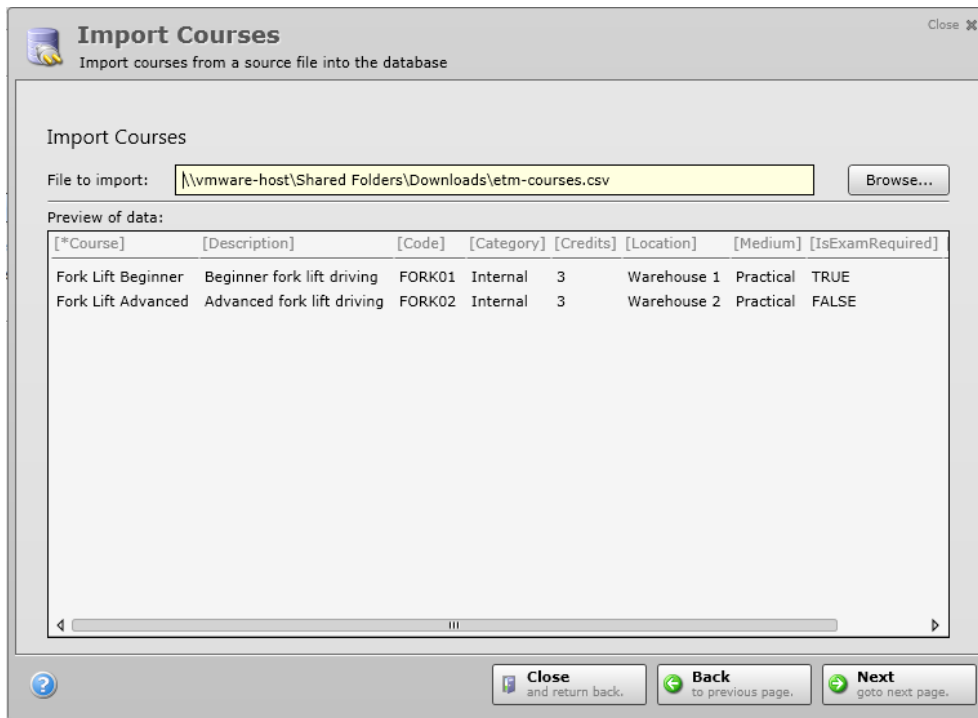 Close
Import Courses
Import courses from a source file into the database
Import Courses
File to import: \\vmware-host\Shared Folders\Downloads\etm-courses.csv Browse...
Preview of data:
[*Course] [Description] [Code] [Category] [Credits] [Location] [Medium] [IsExamRequired] [
Fork Lift Beginner Beginner fork lift driving FORK01 Internal 3 Warehouse 1 Practical TRUE
Fork Lift Advanced Advanced fork lift driving FORK02 Internal 3 Warehouse 2 Practical FALSE
Close Back Next
and return back. to previous page. goto next page.